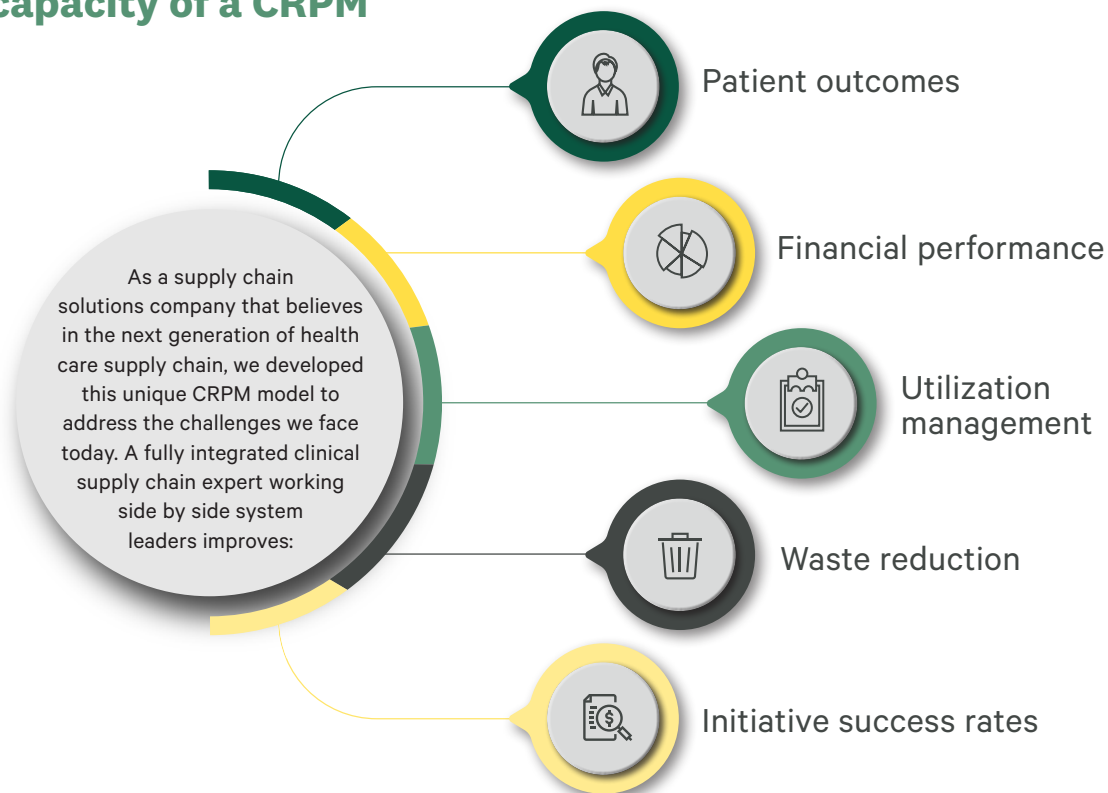 capacity of a CRPM
Patient outcomes
Financial performance
As a supply chain
solutions company that believes
in the next generation of health
care supply chain, we developed
this unique CRPM model to
address the challenges we face
today. A fully integrated clinical
supply chain expert working
side by side system
leaders improves:
Utilization
management
Waste reduction
Initiative success rates